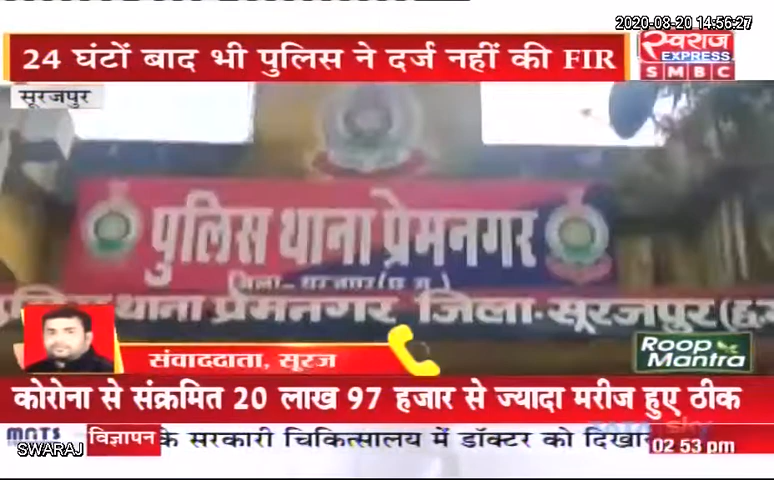 2020-08-20 14:56:27
24 घंटों बाद भी पुलिस ने दर्ज नहीं की FIR
स्वराज
EXPRESS
SMBC
सूरजपुर
पुलिस थाना प्रेमनगर
थाना प्रेमनगर जिला-सूरजपुर
संवाददाता, सूरज
Roop
Mantra
कोरोना से संक्रमित 20 लाख 97 हजार से ज्यादा मरीज हुए ठीक
विज्ञापन
के सरकारी चिकित्सालय में डॉक्टर को दिखा
02:53 pm
SWARAJ